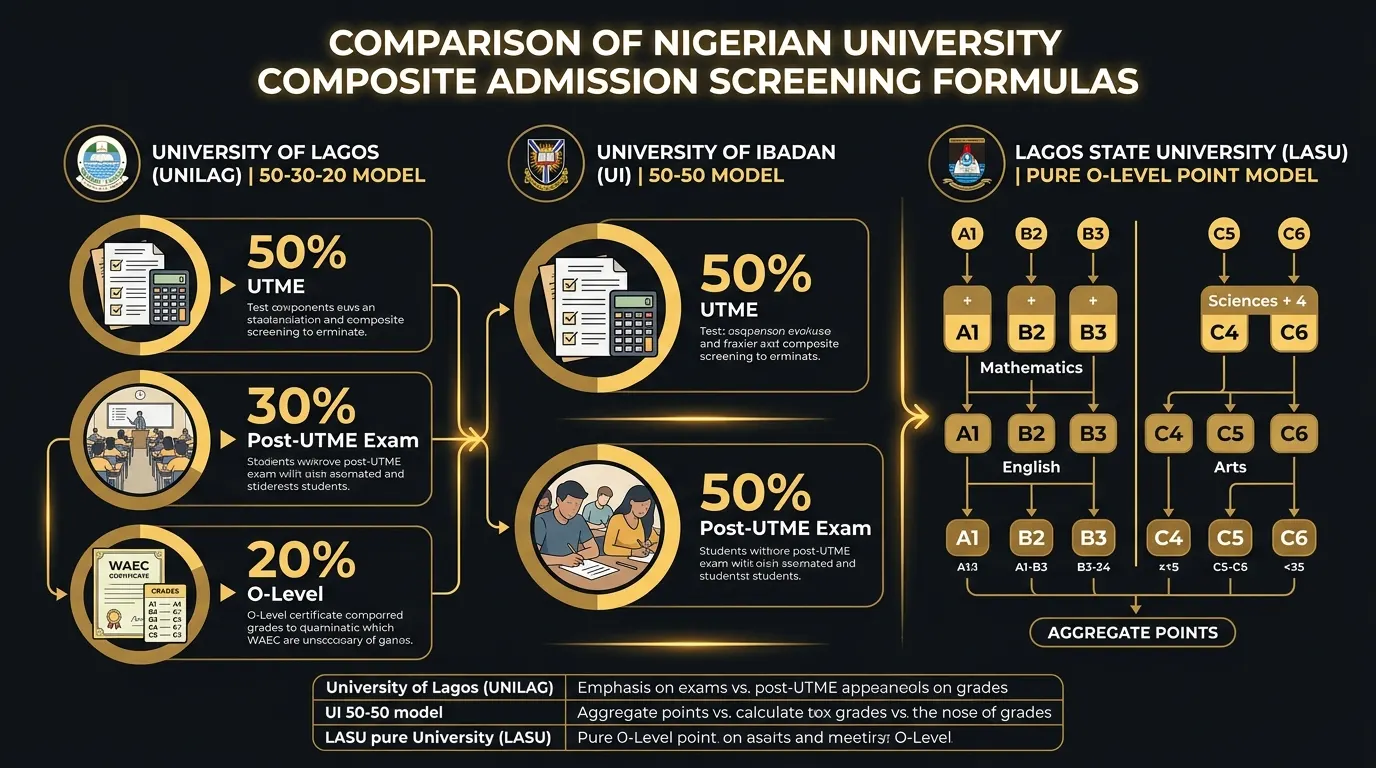 COMPARISON OF NIGERIAN UNIVERSITY
COMPOSITE ADMISSION SCREENING FORMULAS
UNIVERSITY OF LAGOS
(UNILAG) | 50-30-20 MODEL
50%
UTME
Test
and composite
screening to erminate.
30%
Post-UTME Exam
Students post-UTME
exam and
students.
WAEC
GRADES
20%
O-Level
O-Level certificate
grades to which
WAEC are of
UNIVERSITY OF IBADAN
(UI) | 50-50 MODEL
50%
UTME
Test:
and composite
screening to erminats.
50%
Post-UTME Exam
Students post-UTME
exam and
students.
LAGOS STATE UNIVERSITY (LASU)
| PURE O-LEVEL POINT MODEL
A1 B2 B3 C5 C6
+ + + Sciences + 4
A1 B2 B3 C4 C6
Mathematics
A1 B2 B3 C4 C5 C6
English Arts
A1 B2 B3 C4 C5 C6
A1-B3 B3-24 C5-C6 <35
AGGREGATE POINTS
University of Lagos (UNILAG) Emphasis on exams vs. post-UTME on grades
UI 50-50 model Aggregate points vs. calculate grades vs. the nose of grades
LASU pure University (LASU) Pure O-Level point. on and O-Level